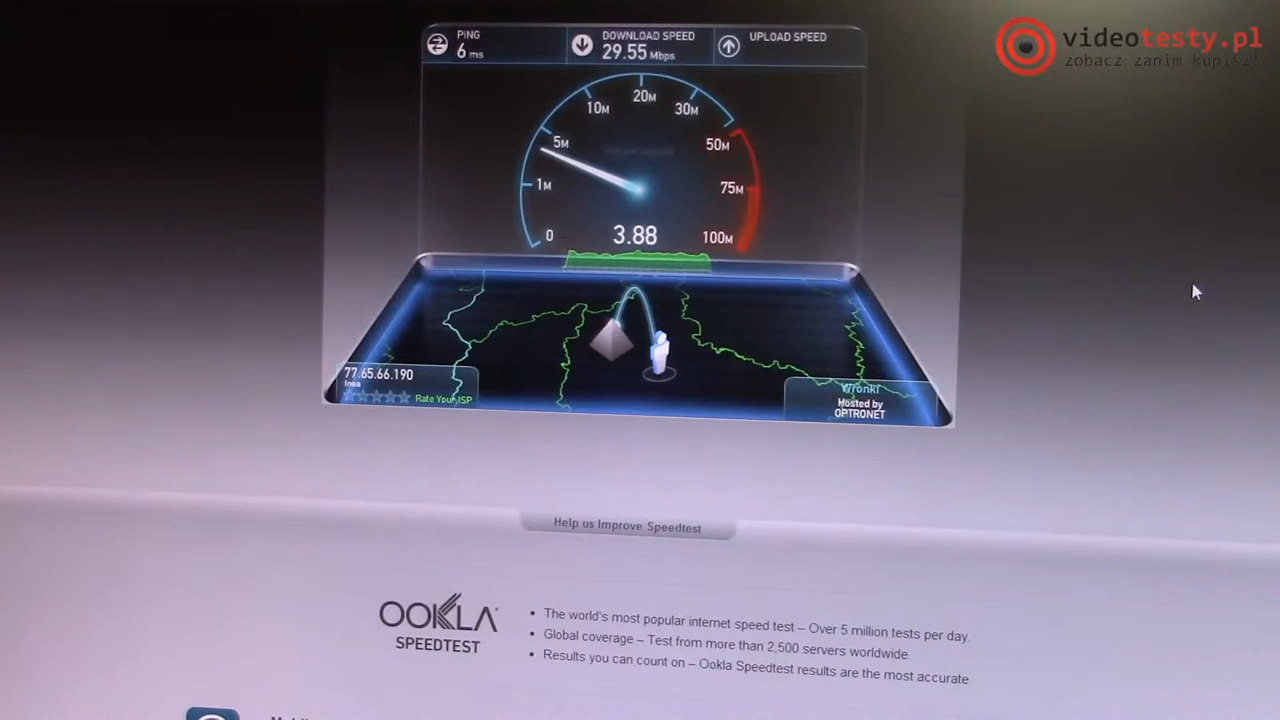 PING
6 ms
DOWNLOAD SPEED
29.55 Mbps
UPLOAD SPEED
videotesty.pl
zobacz zanim kupisz!
0
1M
5M
10M
20M
30M
50M
75M
100M
3.88
77.65.66.190
Inea
Rate Your ISP
Wronki
Hosted by
OPTRONET
Help us Improve Speedtest
OOKLA
SPEEDTEST
• The world's most popular internet speed test – Over 5 million tests per day.
• Global coverage – Test from more than 2,500 servers worldwide.
• Results you can count on – Ookla Speedtest results are the most accurate